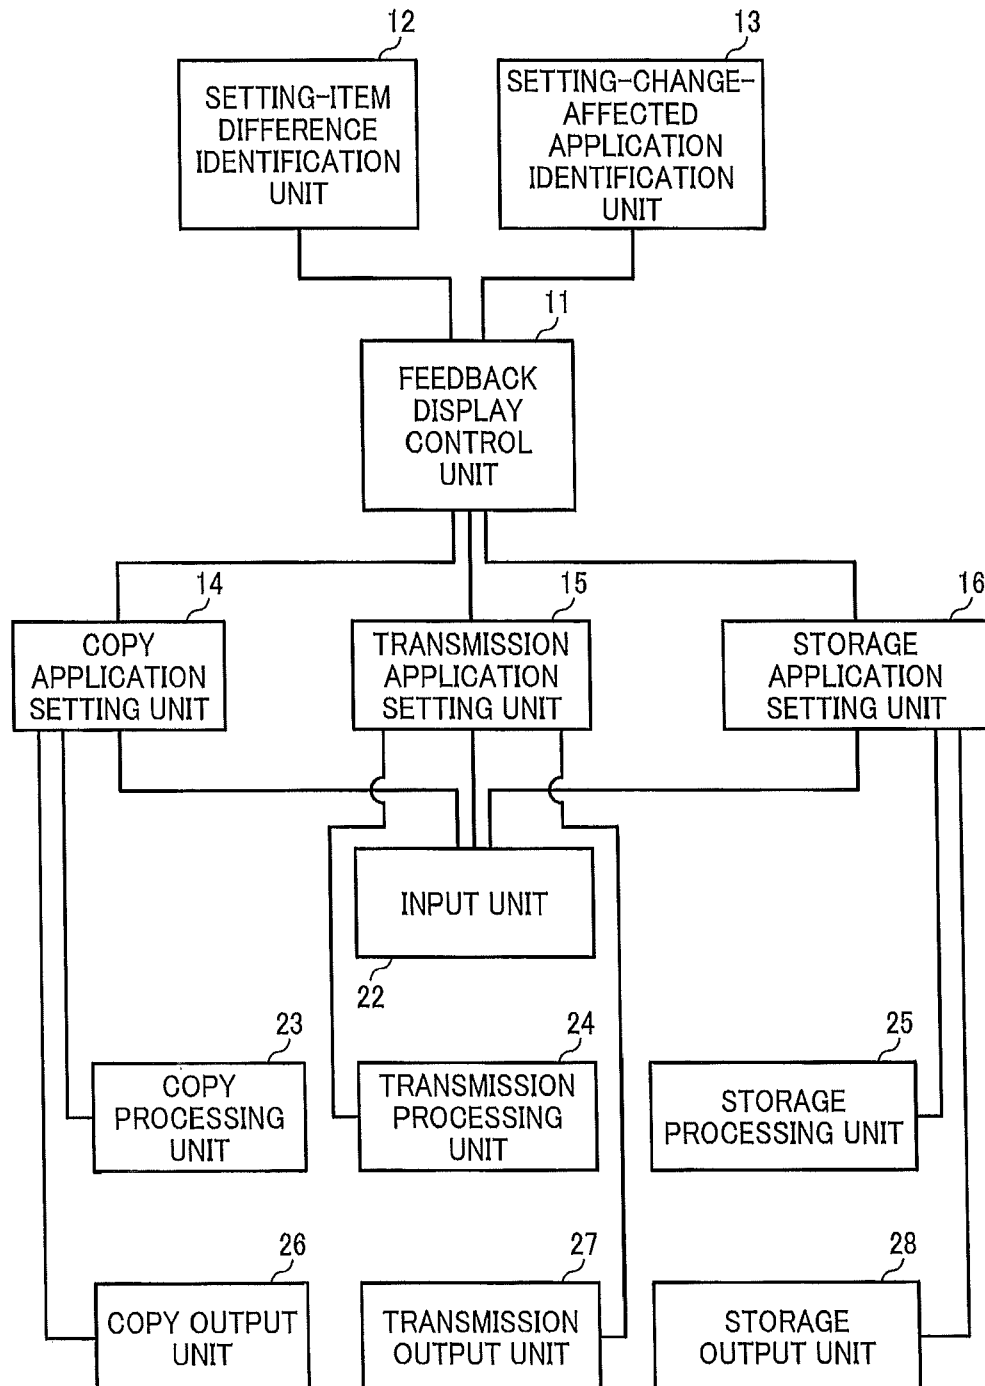 12
SETTING-ITEM
DIFFERENCE
IDENTIFICATION
UNIT
13
SETTING-CHANGE-
AFFECTED
APPLICATION
IDENTIFICATION
UNIT
11
FEEDBACK
DISPLAY
CONTROL
UNIT
14
COPY
APPLICATION
SETTING UNIT
15
TRANSMISSION
APPLICATION
SETTING UNIT
16
STORAGE
APPLICATION
SETTING UNIT
INPUT UNIT
22
23
COPY
PROCESSING
UNIT
24
TRANSMISSION
PROCESSING
UNIT
25
STORAGE
PROCESSING UNIT
26
COPY OUTPUT
UNIT
27
TRANSMISSION
OUTPUT UNIT
28
STORAGE
OUTPUT UNIT